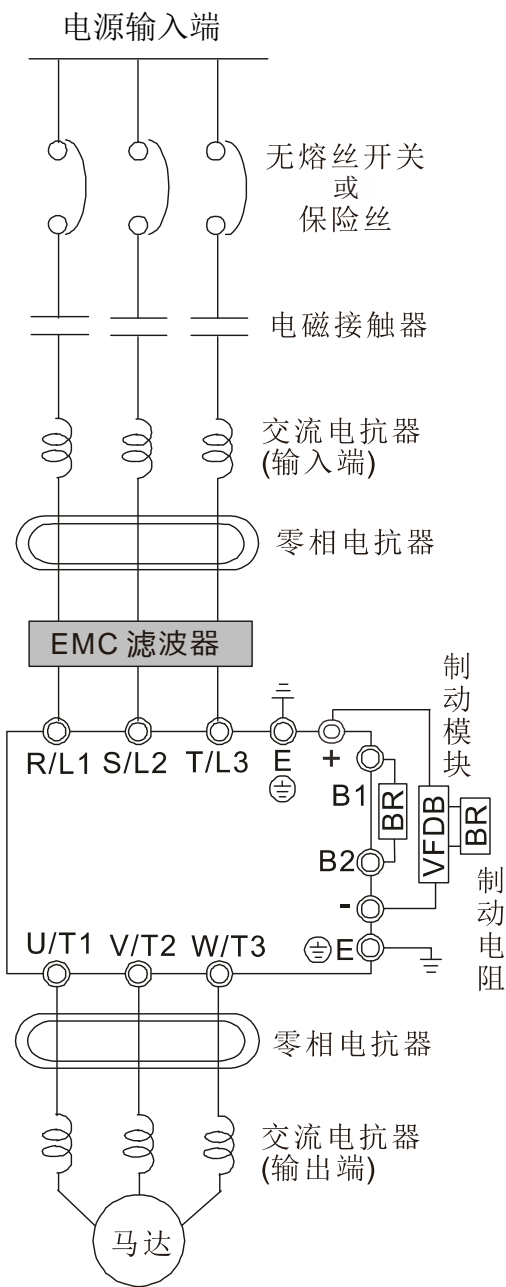 电源输入端
无熔丝开关
或
保险丝
电磁接触器
交流电抗器
(输入端)
零相电抗器
EMC 滤波器
制动模块
R/L1 S/L2 T/L3 E +
B1
BR
VFDB
BR
B2
制动电阻
-
E
U/T1 V/T2 W/T3
零相电抗器
交流电抗器
(输出端)
马达